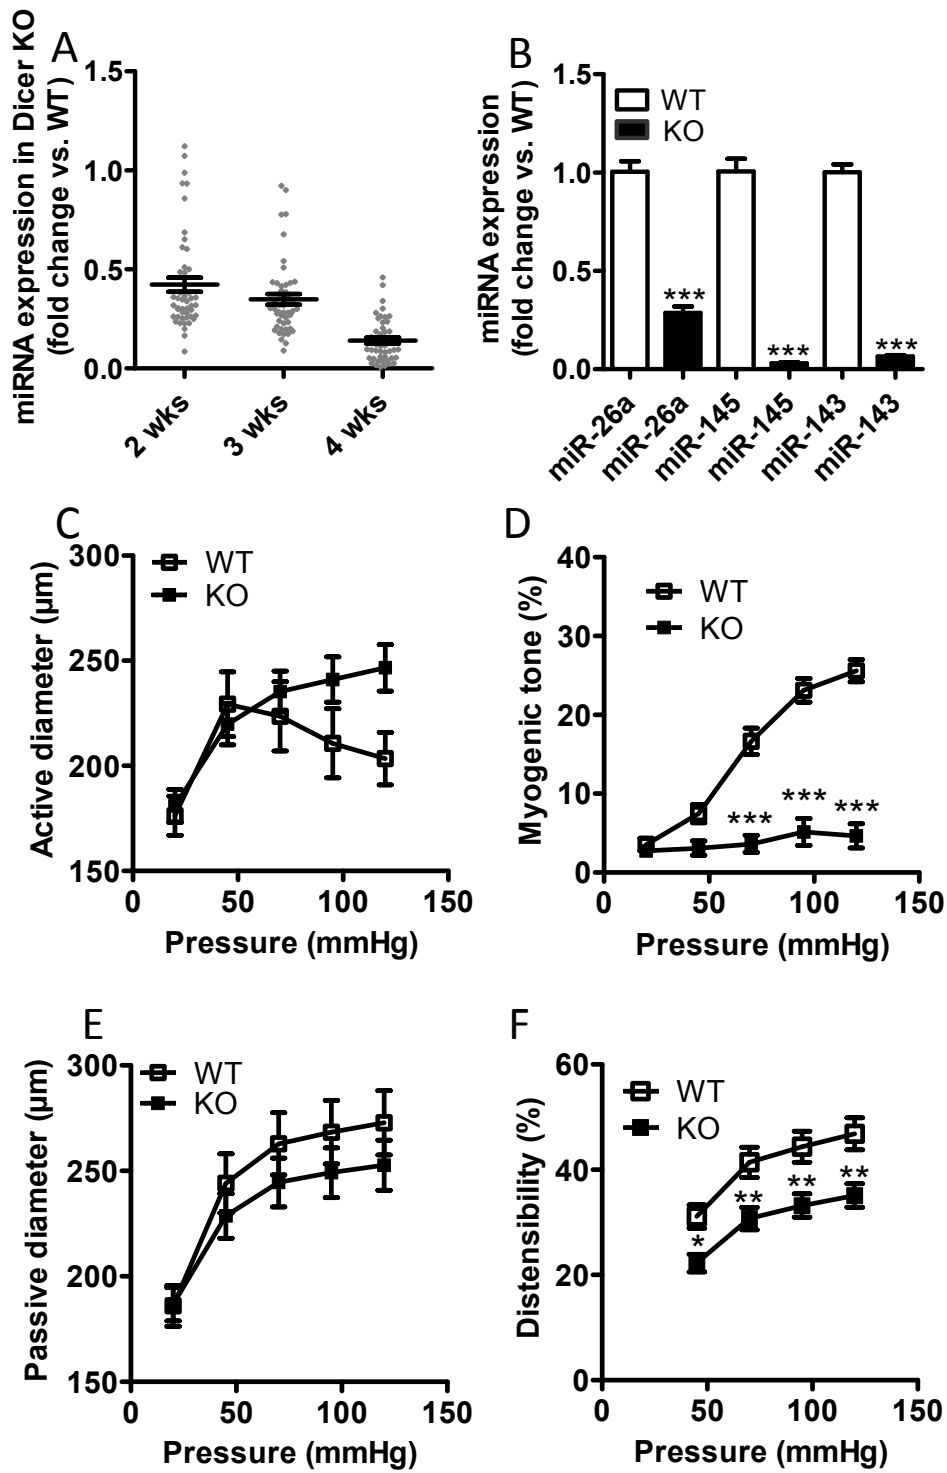 A
miRNA expression in Dicer KO
(fold change vs. WT)
1.5
1.0
0.5
0.0
2 wks
3 wks
4 wks
B
miRNA expression
(fold change vs. WT)
1.5
1.0
0.5
0.0
WT
KO
***
***
***
miR-26a
miR-26a
miR-145
miR-145
miR-143
miR-143
C
Active diameter (µm)
300
250
200
150
WT
KO
0
50
100
150
Pressure (mmHg)
D
Myogenic tone (%)
40
30
20
10
0
WT
KO
***
***
***
0
50
100
150
Pressure (mmHg)
E
Passive diameter (µm)
300
250
200
150
WT
KO
0
50
100
150
Pressure (mmHg)
F
Distensibility (%)
60
40
20
0
WT
KO
*
**
**
**
0
50
100
150
Pressure (mmHg)